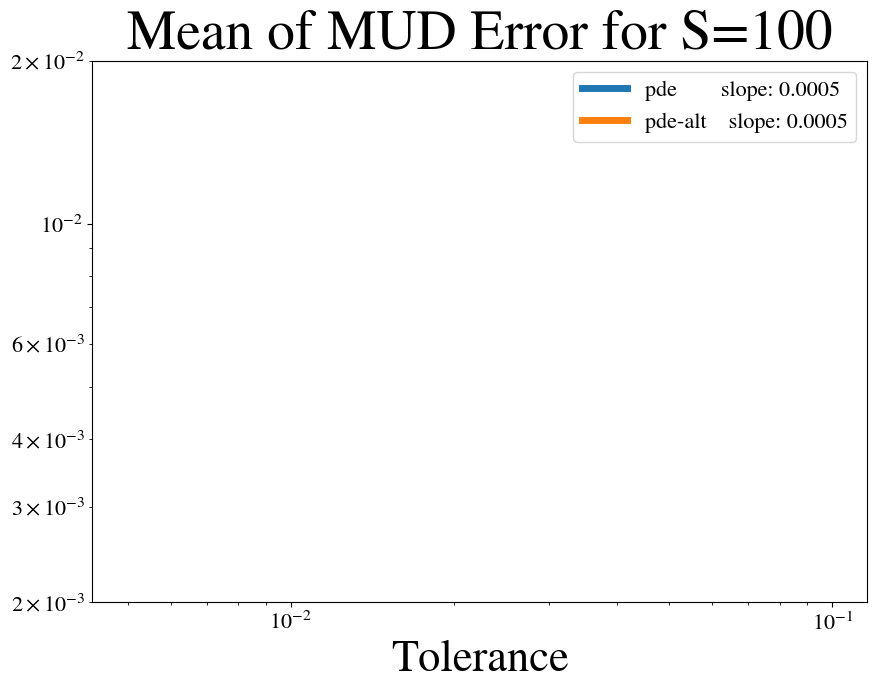 Mean of MUD Error for S=100
2×10⁻²
10⁻²
6×10⁻³
4×10⁻³
3×10⁻³
2×10⁻³
pde slope: 0.0005
pde-alt slope: 0.0005
10⁻² 10⁻¹
Tolerance